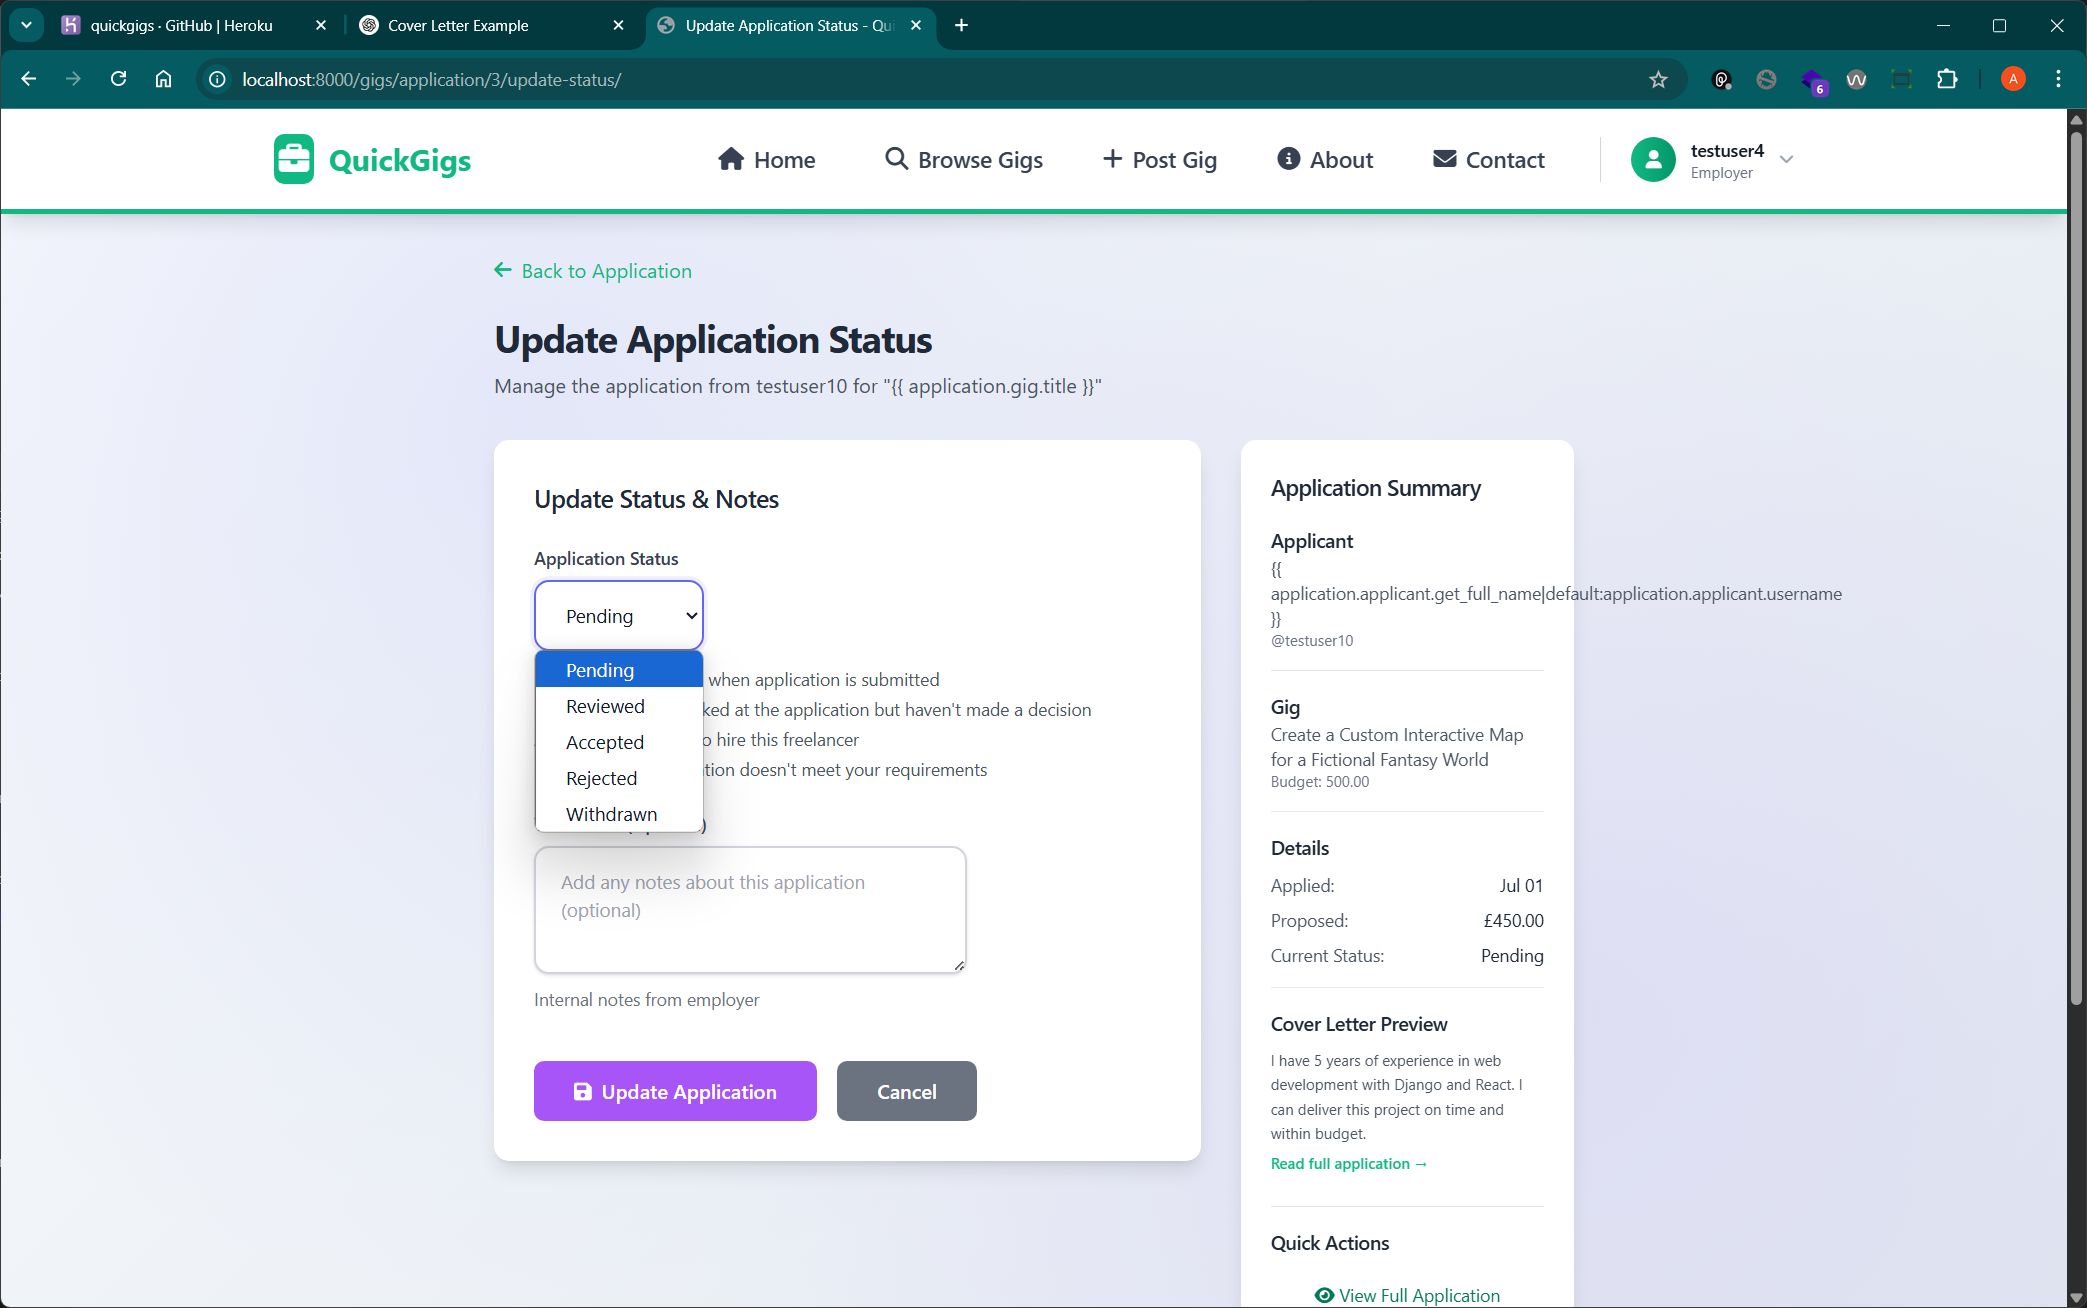 quickgigs · GitHub | Heroku
Cover Letter Example
Update Application Status - Qu
localhost:8000/gigs/application/3/update-status/
6
A
QuickGigs
Home
Browse Gigs
Post Gig
About
Contact
testuser4
Employer
Back to Application
Update Application Status
Manage the application from testuser10 for "{{ application.gig.title }}"
Update Status & Notes
Application Status
Pending
Pending
Reviewed
Accepted
Rejected
Withdrawn
when application is submitted
ked at the application but haven't made a decision
o hire this freelancer
tion doesn't meet your requirements
Add any notes about this application
(optional)
Internal notes from employer
Update Application
Cancel
Application Summary
Applicant
{{
application.applicant.get_full_name|default:application.applicant.username
}}
@testuser10
Gig
Create a Custom Interactive Map
for a Fictional Fantasy World
Budget: 500.00
Details
Applied: Jul 01
Proposed: £450.00
Current Status: Pending
Cover Letter Preview
I have 5 years of experience in web
development with Django and React. I
can deliver this project on time and
within budget.
Read full application →
Quick Actions
View Full Application